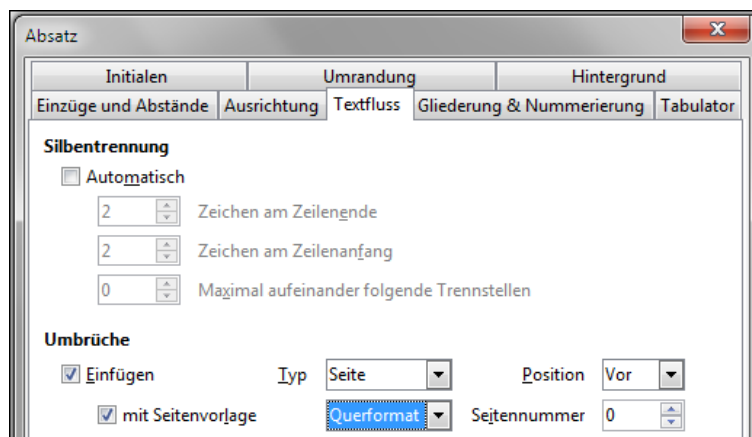 Absatz
Initialen Umrandung Hintergrund
Einzüge und Abstände Ausrichtung Textfluss Gliederung & Nummerierung Tabulator
Silbentrennung
Automatisch
2 Zeichen am Zeilenende
2 Zeichen am Zeilenanfang
0 Maximal aufeinander folgende Trennstellen
Umbrüche
Einfügen Typ Seite Position Vor
mit Seitenvorlage Querformat Seitennummer 0